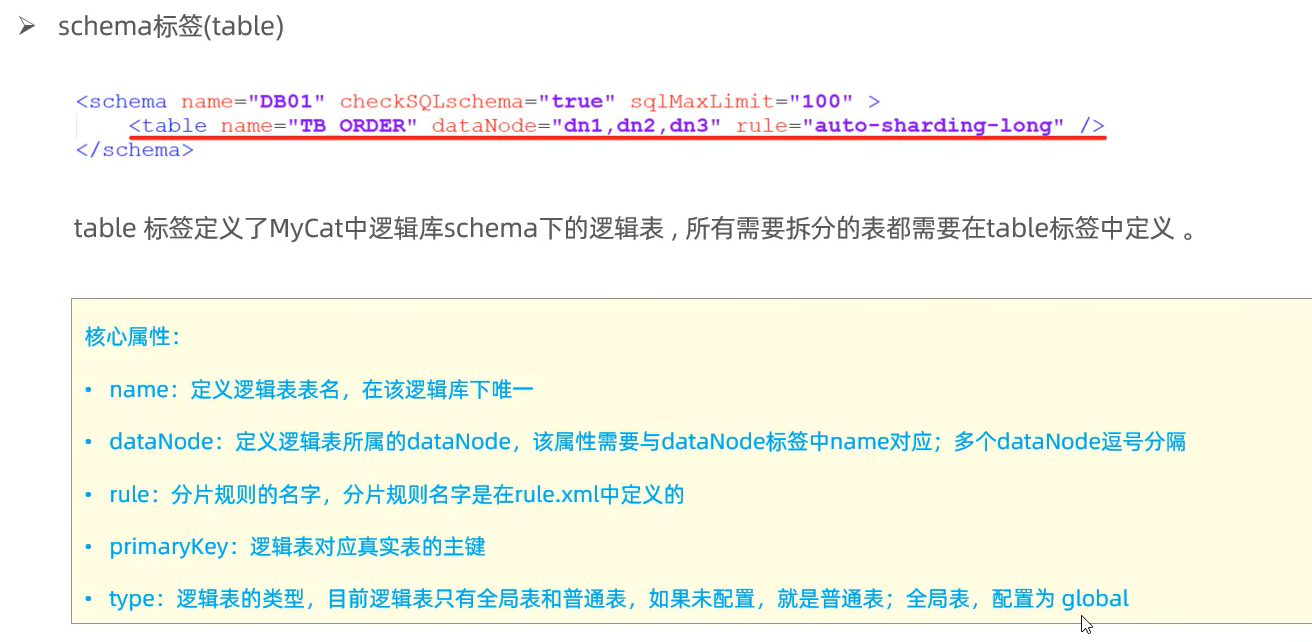 schema标签(table)
<schema name="DB01" checkSQLschema="true" sqlMaxLimit="100" >
<table name="TB_ORDER" dataNode="dn1,dn2,dn3" rule="auto-sharding-long" />
</schema>
table 标签定义了MyCat中逻辑库schema下的逻辑表 , 所有需要拆分的表都需要在table标签中定义 。
核心属性：
• name：定义逻辑表表名，在该逻辑库下唯一
• dataNode：定义逻辑表所属的dataNode，该属性需要与dataNode标签中name对应；多个dataNode逗号分隔
• rule：分片规则的名字，分片规则名字是在rule.xml中定义的
• primaryKey：逻辑表对应真实表的主键
• type：逻辑表的类型，目前逻辑表只有全局表和普通表，如果未配置，就是普通表；全局表，配置为 global